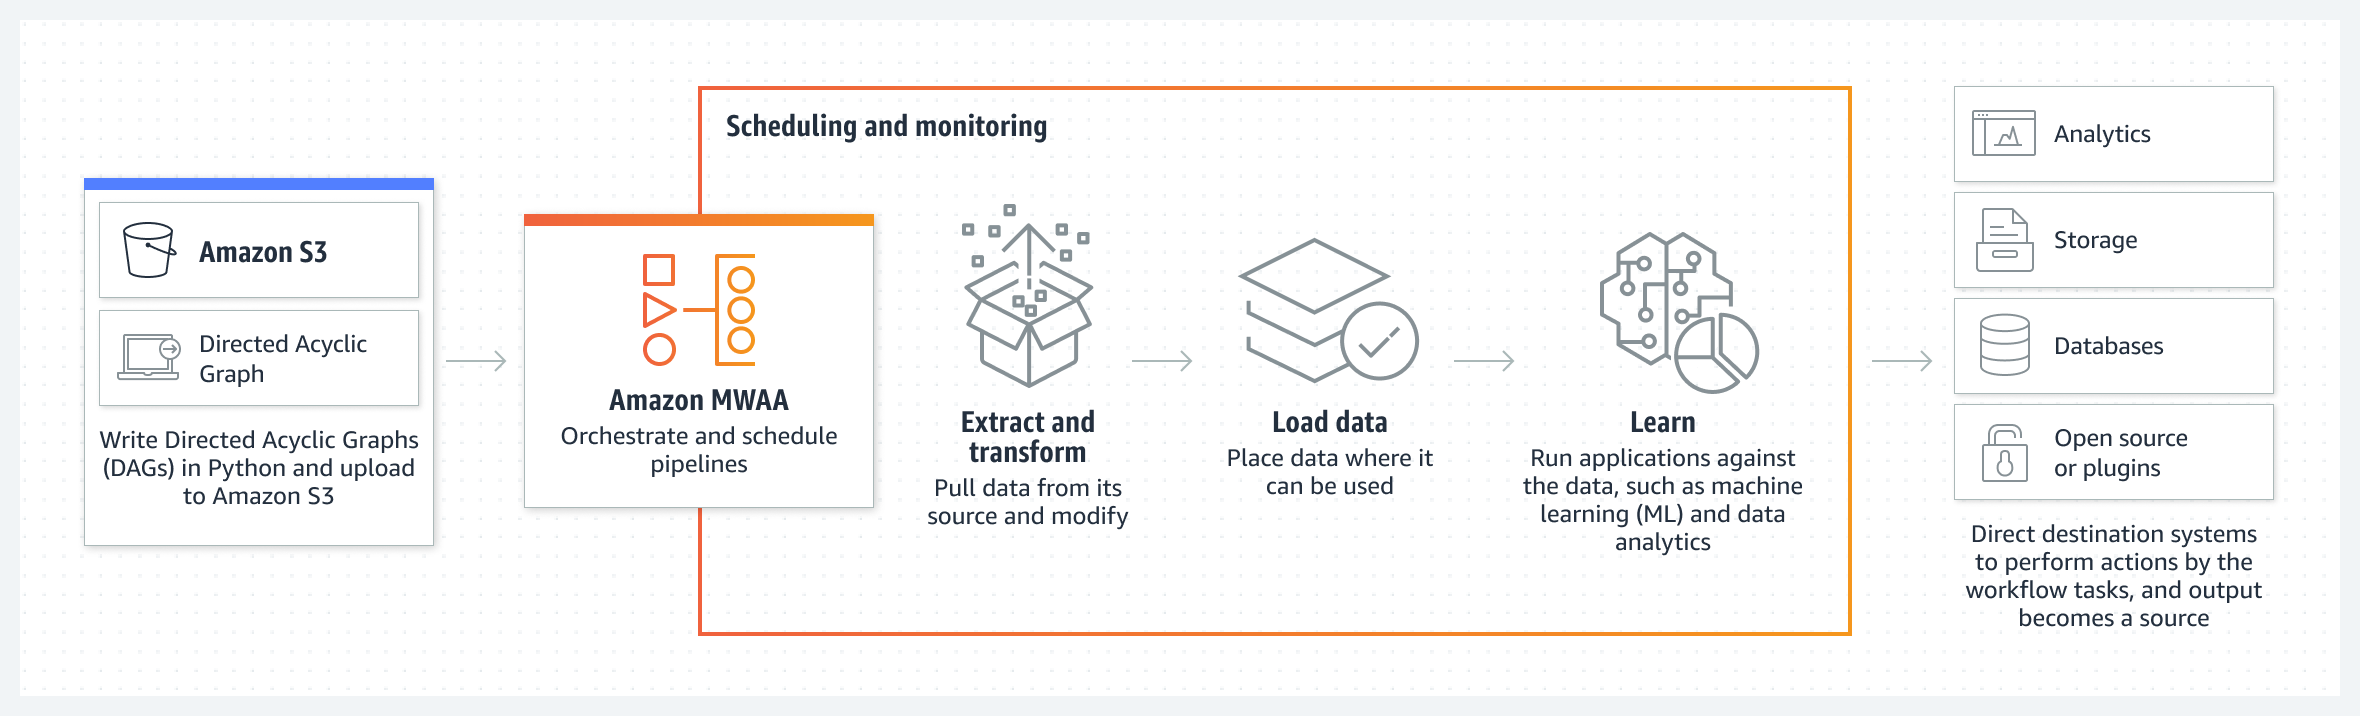 Amazon S3
Directed Acyclic
Graph
Write Directed Acyclic Graphs
(DAGs) in Python and upload
to Amazon S3
Scheduling and monitoring
Amazon MWAA
Orchestrate and schedule
pipelines
Extract and
transform
Pull data from its
source and modify
Load data
Place data where it
can be used
Learn
Run applications against
the data, such as machine
learning (ML) and data
analytics
Analytics
Storage
Databases
Open source
or plugins
Direct destination systems
to perform actions by the
workflow tasks, and output
becomes a source